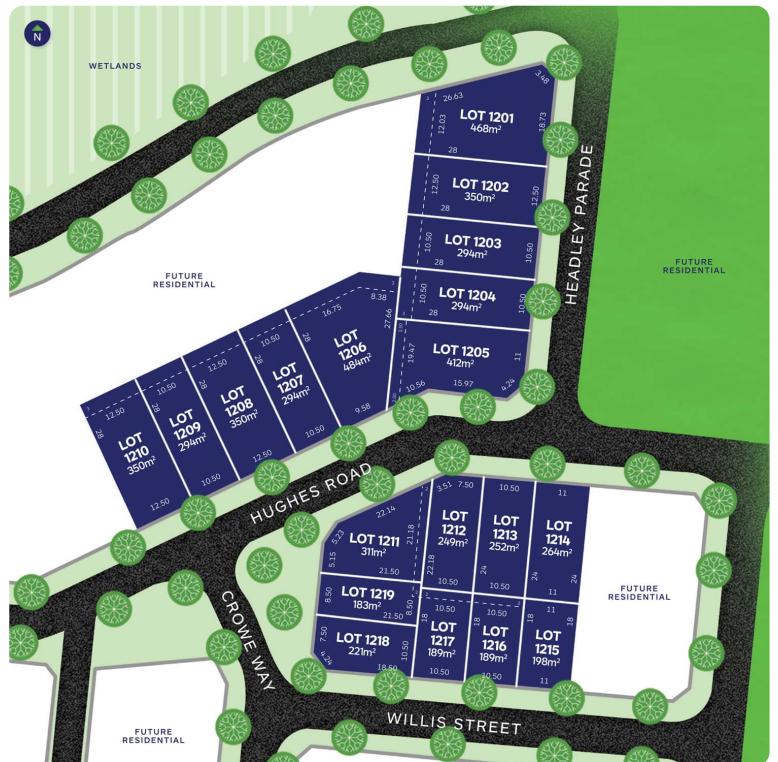 N
WETLANDS
3.48
26.63
LOT 1201
468m²
12.03
18.73
28
LOT 1202
350m²
12.50
12.50
28
LOT 1203
294m²
10.50
10.50
28
LOT 1204
294m²
10.50
10.50
28
LOT 1205
412m²
19.47
11
10.56
15.97
4.24
HEADLEY PARADE
FUTURE
RESIDENTIAL
FUTURE
RESIDENTIAL
8.38
16.75
27.66
LOT
1206
484m²
9.58
10.50
28
LOT
1207
294m²
10.50
12.50
28
LOT
1208
350m²
12.50
10.50
28
LOT
1209
294m²
10.50
12.50
28
28
LOT
1210
350m²
12.50
HUGHES ROAD
22.14
5.23
5.15
LOT 1211
311m²
21.18
21.50
3.51
7.50
LOT
1212
249m²
22.18
10.50
10.50
LOT
1213
252m²
24
10.50
11
LOT
1214
264m²
24
24
11
FUTURE
RESIDENTIAL
8.50
LOT 1219
183m²
8.50
21.50
7.50
LOT 1218
221m²
10.50
4.24
18.50
10.50
18
LOT
1217
189m²
10.50
10.50
18
LOT
1216
189m²
10.50
11
18
18
LOT
1215
198m²
11
CROWE WAY
WILLIS STREET
FUTURE
RESIDENTIAL